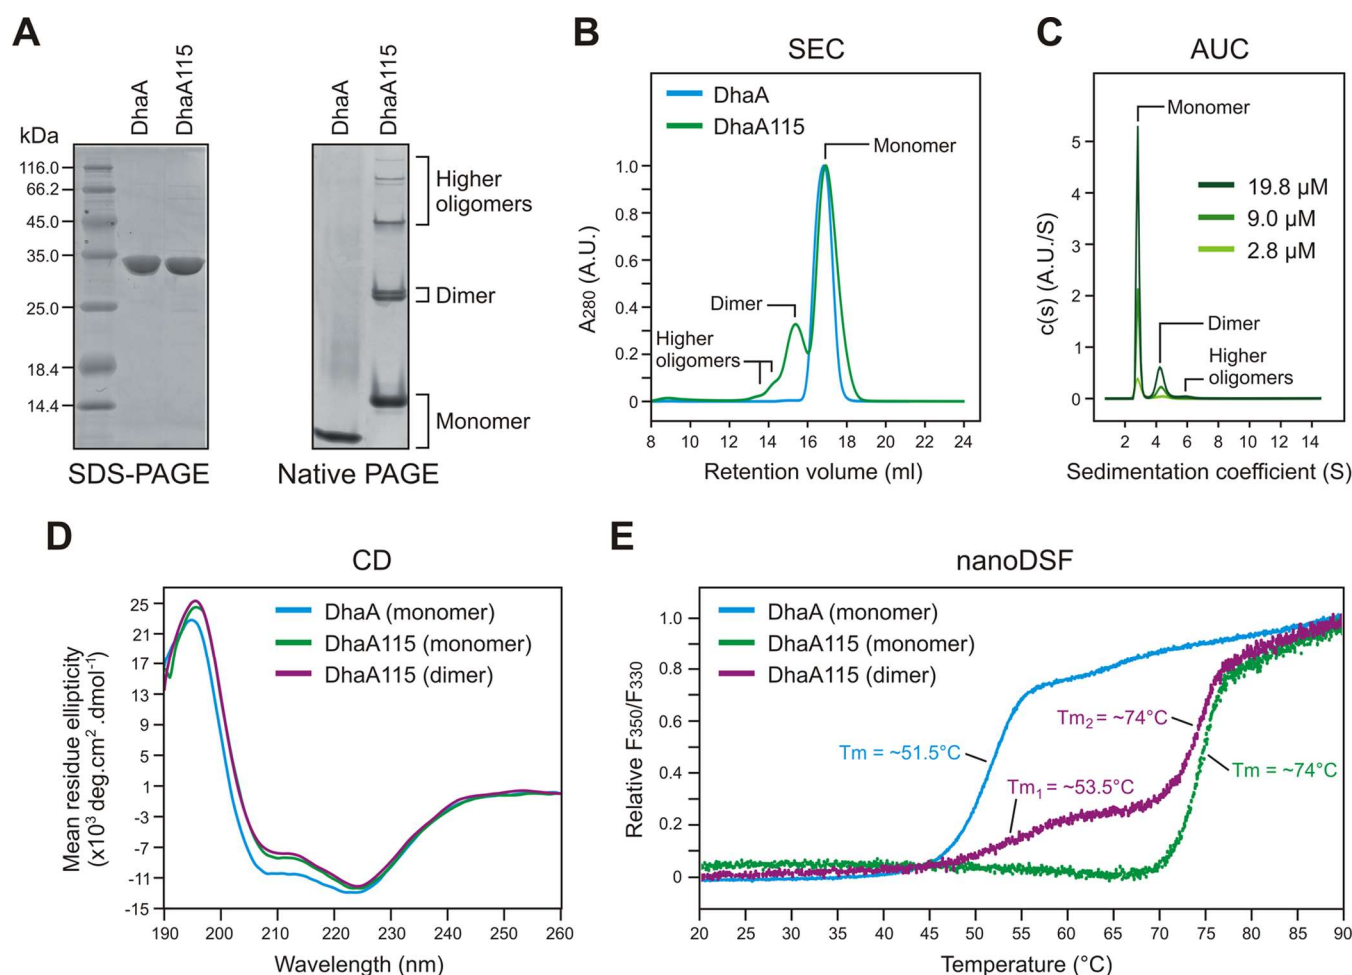 A
DhaA
DhaA115
kDa
116.0
66.2
45.0
35.0
25.0
18.4
14.4
SDS-PAGE
DhaA
DhaA115
Higher
oligomers
Dimer
Monomer
Native PAGE
B
SEC
DhaA
DhaA115
Monomer
Dimer
Higher
oligomers
A280 (A.U.)
1.0
0.8
0.6
0.4
0.2
0
8 10 12 14 16 18 20 22 24
Retention volume (ml)
C
AUC
Monomer
19.8 µM
9.0 µM
2.8 µM
Dimer
Higher
oligomers
c(s) (A.U./S)
5
4
3
2
1
0
2 4 6 8 10 12 14
Sedimentation coefficient (S)
D
CD
DhaA (monomer)
DhaA115 (monomer)
DhaA115 (dimer)
Mean residue ellipticity
(x10³ deg.cm² .dmol⁻¹)
25
21
17
13
9
5
1
-3
-7
-11
-15
190 200 210 220 230 240 250 260
Wavelength (nm)
E
nanoDSF
DhaA (monomer)
DhaA115 (monomer)
DhaA115 (dimer)
Tm₂ = ~74°C
Tm = ~51.5°C
Tm = ~74°C
Tm₁ = ~53.5°C
Relative F350/F330
1.0
0.8
0.6
0.4
0.2
0
20 25 30 35 40 45 50 55 60 65 70 75 80 85 90
Temperature (°C)